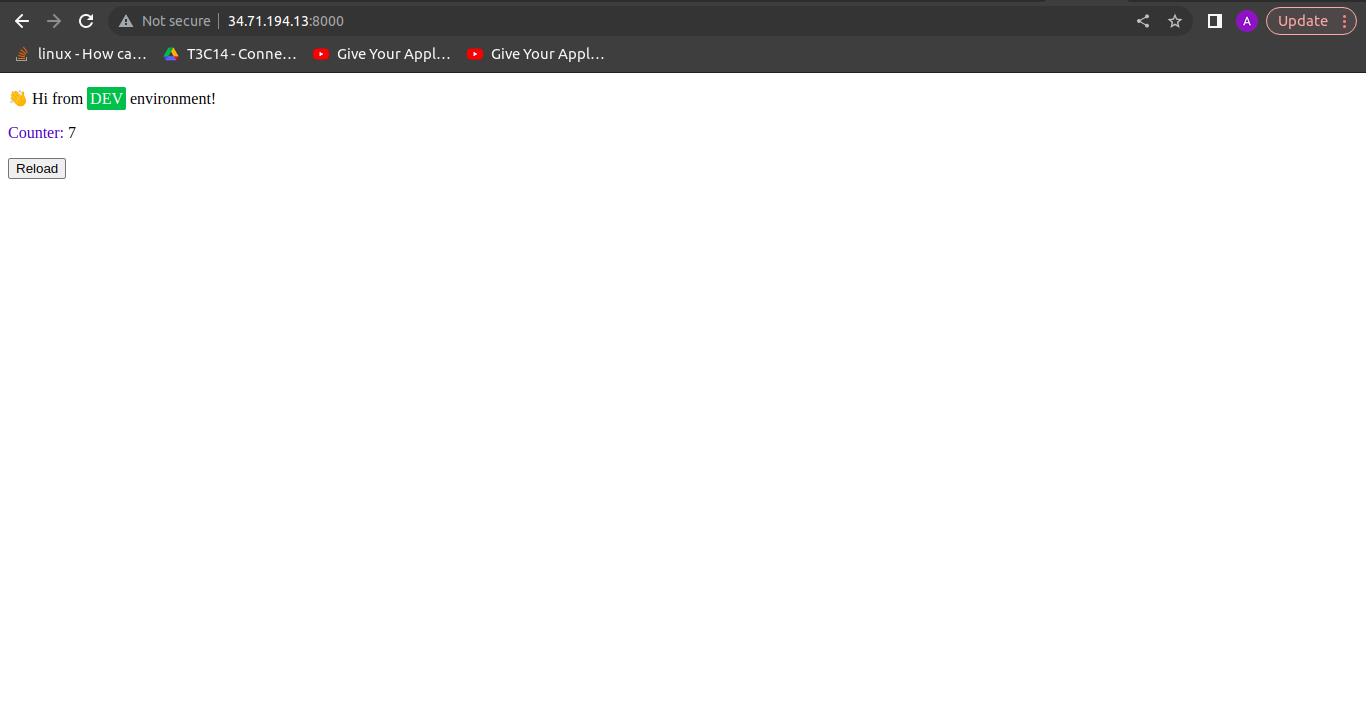 Not secure 34.71.194.13:8000 A Update
linux - How ca… T3C14 - Conne… Give Your Appl… Give Your Appl…
👋 Hi from DEV environment!
Counter: 7
Reload